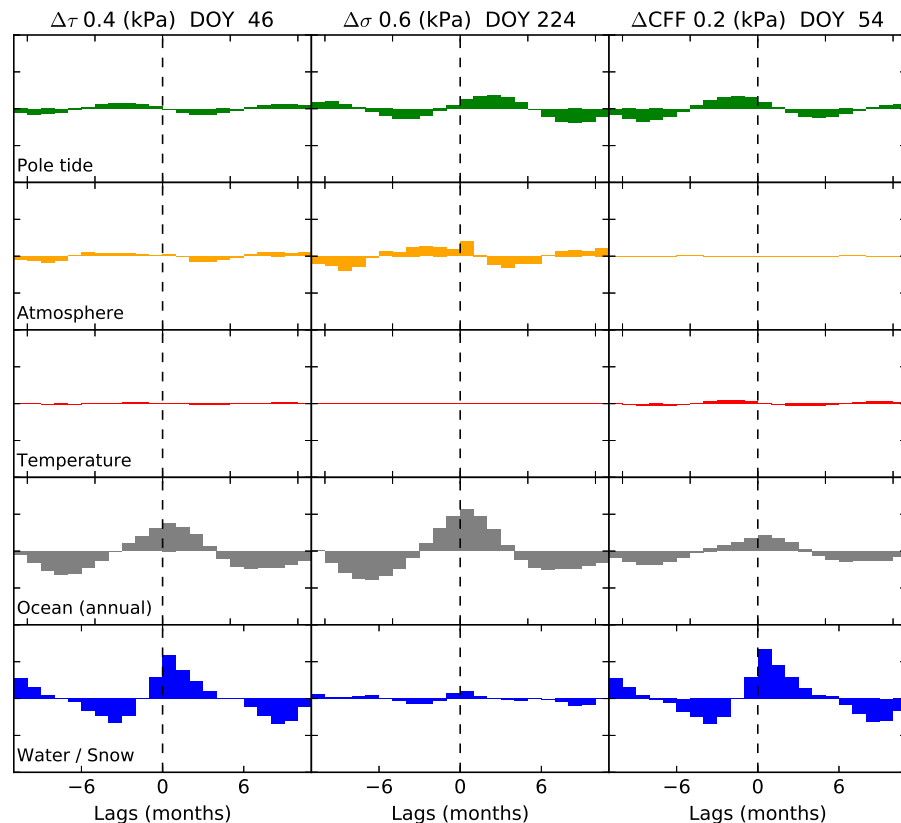 Δτ 0.4 (kPa) DOY 46
Δσ 0.6 (kPa) DOY 224
ΔCFF 0.2 (kPa) DOY 54
Pole tide
Atmosphere
Temperature
Ocean (annual)
Water / Snow
−6 0 6 −6 0 6 −6 0 6
Lags (months) Lags (months) Lags (months)